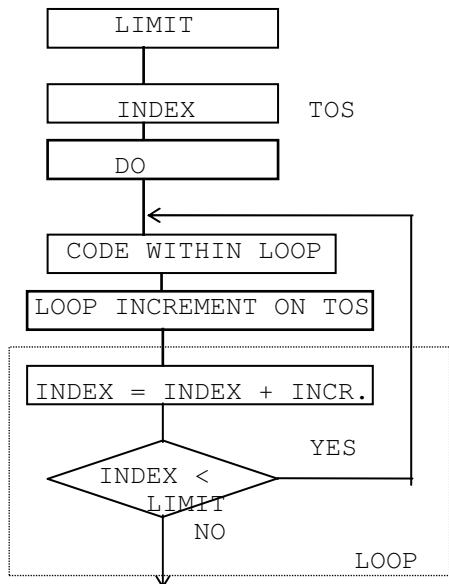 LIMIT
INDEX TOS
DO
CODE WITHIN LOOP
LOOP INCREMENT ON TOS
INDEX = INDEX + INCR.
YES
INDEX <
LIMIT
NO
LOOP